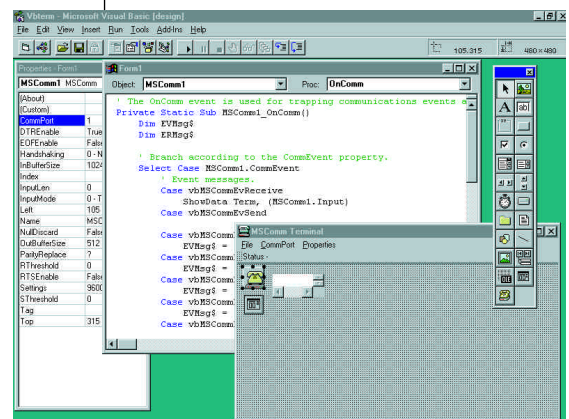 Vbterm - Microsoft Visual Basic [design]
File Edit View Insert Run Tools Add-Ins Help
105,315 480 × 480
Properties - Form1
MSComm1 MSComm
(About)
(Custom)
CommPort 1
DTREnable True
EOFEnable False
Handshaking 0 - N
InBufferSize 1024
Index
InputLen 0
InputMode 0 - T
Left 105
Name MSC
NullDiscard False
OutBufferSize 512
ParityReplace ?
RThreshold 0
RTSEnable False
Settings 9600
SThreshold 0
Tag
Top 315
Form1
Object: MSComm1 Proc: OnComm
' The OnComm event is used for trapping communications events a
Private Static Sub MSComm1_OnComm()
Dim EVMsg$
Dim ERMsg$
' Branch according to the CommEvent property.
Select Case MSComm1.CommEvent
' Event messages.
Case vbMSCommEvReceive
ShowData Term, (MSComm1.Input)
Case vbMSCommEvSend
Case vbMSComm
EVMsg$ =
Case vbMSComm
EVMsg$ =
Case vbMSComm
EVMsg$ =
Case vbMSComm
EVMsg$ =
Case vbMSComm
MSComm Terminal
File CommPort Properties
Status -
A ab|